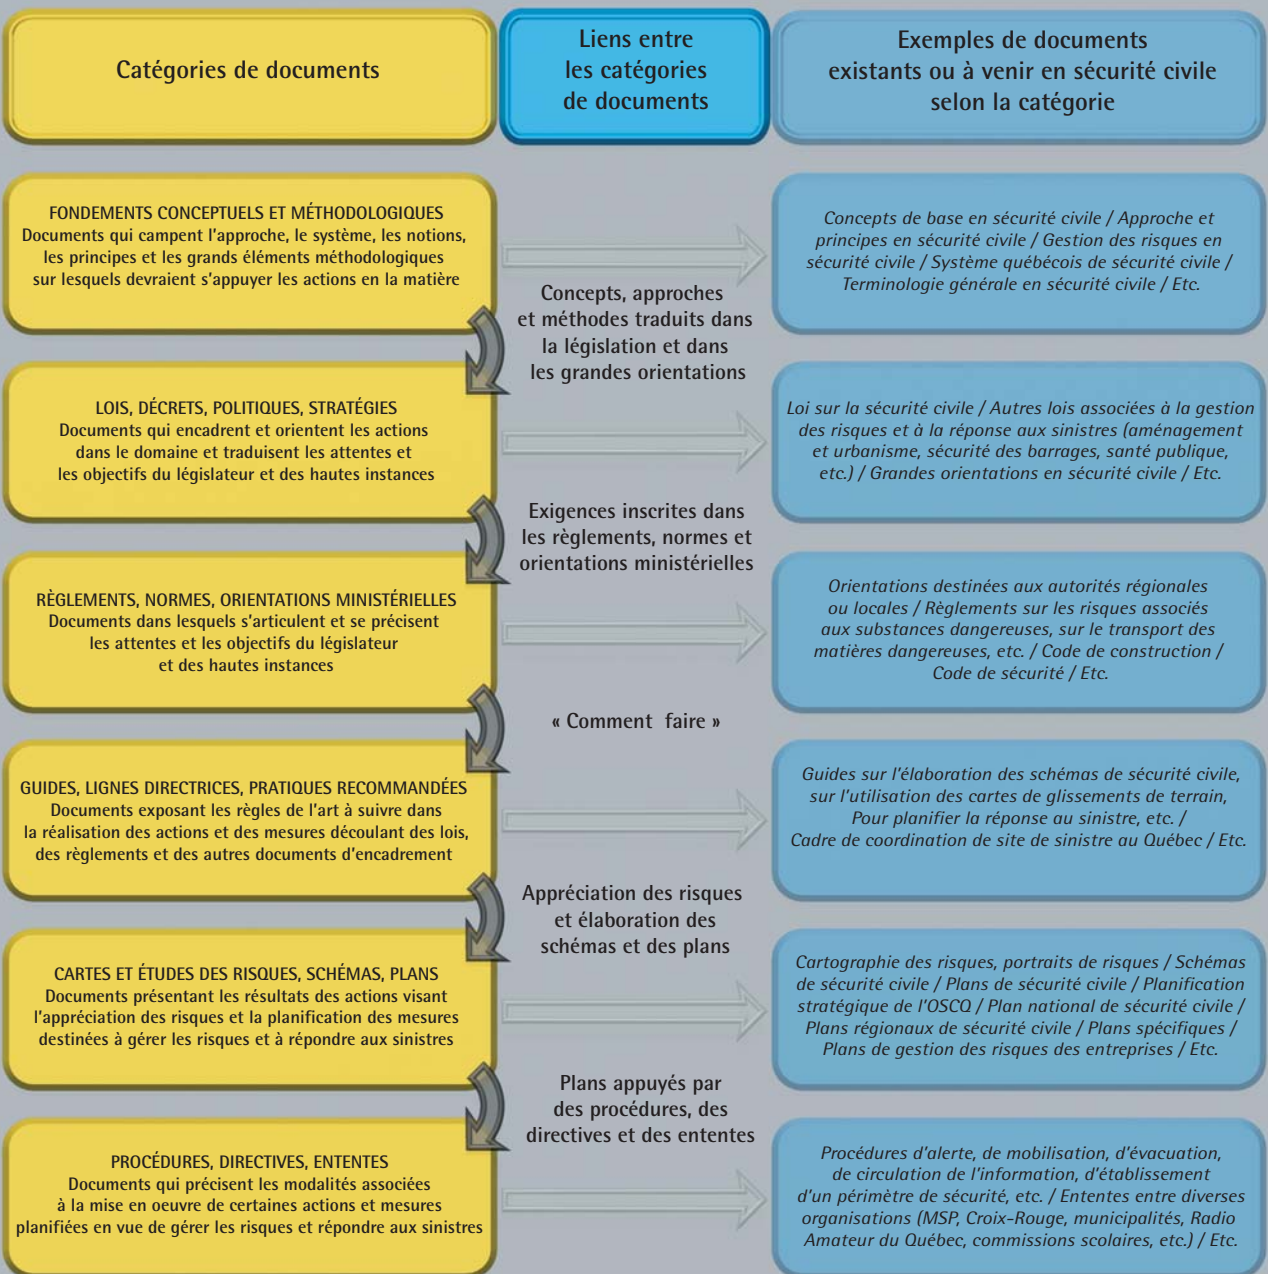 Catégories de documents
Liens entre
les catégories
de documents
Exemples de documents
existants ou à venir en sécurité civile
selon la catégorie
FONDEMENTS CONCEPTUELS ET MÉTHODOLOGIQUES
Documents qui campent l'approche, le système, les notions,
les principes et les grands éléments méthodologiques
sur lesquels devraient s'appuyer les actions en la matière
Concepts de base en sécurité civile / Approche et
principes en sécurité civile / Gestion des risques en
sécurité civile / Système québécois de sécurité civile /
Terminologie générale en sécurité civile / Etc.
Concepts, approches
et méthodes traduits dans
la législation et dans
les grandes orientations
LOIS, DÉCRETS, POLITIQUES, STRATÉGIES
Documents qui encadrent et orientent les actions
dans le domaine et traduisent les attentes et
les objectifs du législateur et des hautes instances
Loi sur la sécurité civile / Autres lois associées à la gestion
des risques et à la réponse aux sinistres (aménagement
et urbanisme, sécurité des barrages, santé publique,
etc.) / Grandes orientations en sécurité civile / Etc.
Exigences inscrites dans
les règlements, normes et
orientations ministérielles
RÈGLEMENTS, NORMES, ORIENTATIONS MINISTÉRIELLES
Documents dans lesquels s'articulent et se précisent
les attentes et les objectifs du législateur
et des hautes instances
Orientations destinées aux autorités régionales
ou locales / Règlements sur les risques associés
aux substances dangereuses, sur le transport des
matières dangereuses, etc. / Code de construction /
Code de sécurité / Etc.
« Comment faire »
GUIDES, LIGNES DIRECTRICES, PRATIQUES RECOMMANDÉES
Documents exposant les règles de l'art à suivre dans
la réalisation des actions et des mesures découlant des lois,
des règlements et des autres documents d'encadrement
Guides sur l'élaboration des schémas de sécurité civile,
sur l'utilisation des cartes de glissements de terrain,
Pour planifier la réponse au sinistre, etc. /
Cadre de coordination de site de sinistre au Québec / Etc.
Appréciation des risques
et élaboration des
schémas et des plans
CARTES ET ÉTUDES DES RISQUES, SCHÉMAS, PLANS
Documents présentant les résultats des actions visant
l'appréciation des risques et la planification des mesures
destinées à gérer les risques et à répondre aux sinistres
Cartographie des risques, portraits de risques / Schémas
de sécurité civile / Plans de sécurité civile / Planification
stratégique de l'OSCQ / Plan national de sécurité civile /
Plans régionaux de sécurité civile / Plans spécifiques /
Plans de gestion des risques des entreprises / Etc.
Plans appuyés par
des procédures, des
directives et des ententes
PROCÉDURES, DIRECTIVES, ENTENTES
Documents qui précisent les modalités associées
à la mise en oeuvre de certaines actions et mesures
planifiées en vue de gérer les risques et répondre aux sinistres
Procédures d'alerte, de mobilisation, d'évacuation,
de circulation de l'information, d'établissement
d'un périmètre de sécurité, etc. / Ententes entre diverses
organisations (MSP, Croix-Rouge, municipalités, Radio
Amateur du Québec, commissions scolaires, etc.) / Etc.